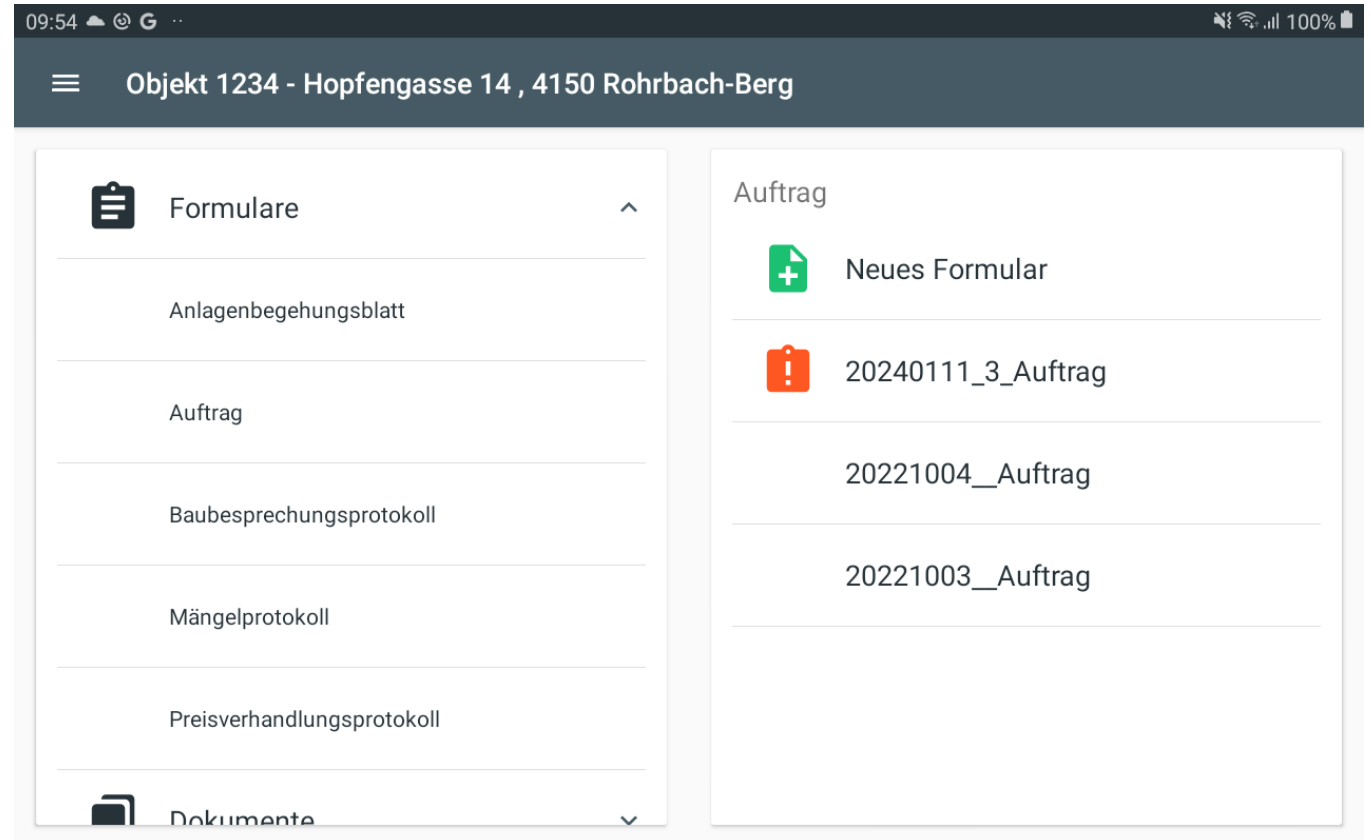 09:54 G 100%
Objekt 1234 - Hopfengasse 14 , 4150 Rohrbach-Berg
Formulare
Anlagenbegehungsblatt
Auftrag
Baubesprechungsprotokoll
Mängelprotokoll
Preisverhandlungsprotokoll
Dokumente
Auftrag
Neues Formular
20240111_3_Auftrag
20221004__Auftrag
20221003__Auftrag